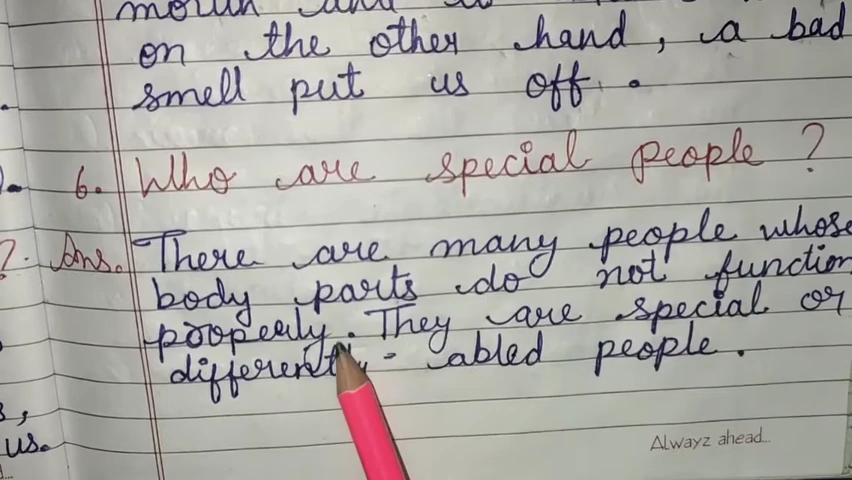 on the other hand, a bad
smell put us off.
6. Who are special people?
Ans. There are many people whose
body parts do not function
properly. They are special or
differently-abled people.
us.
Alwayz ahead...